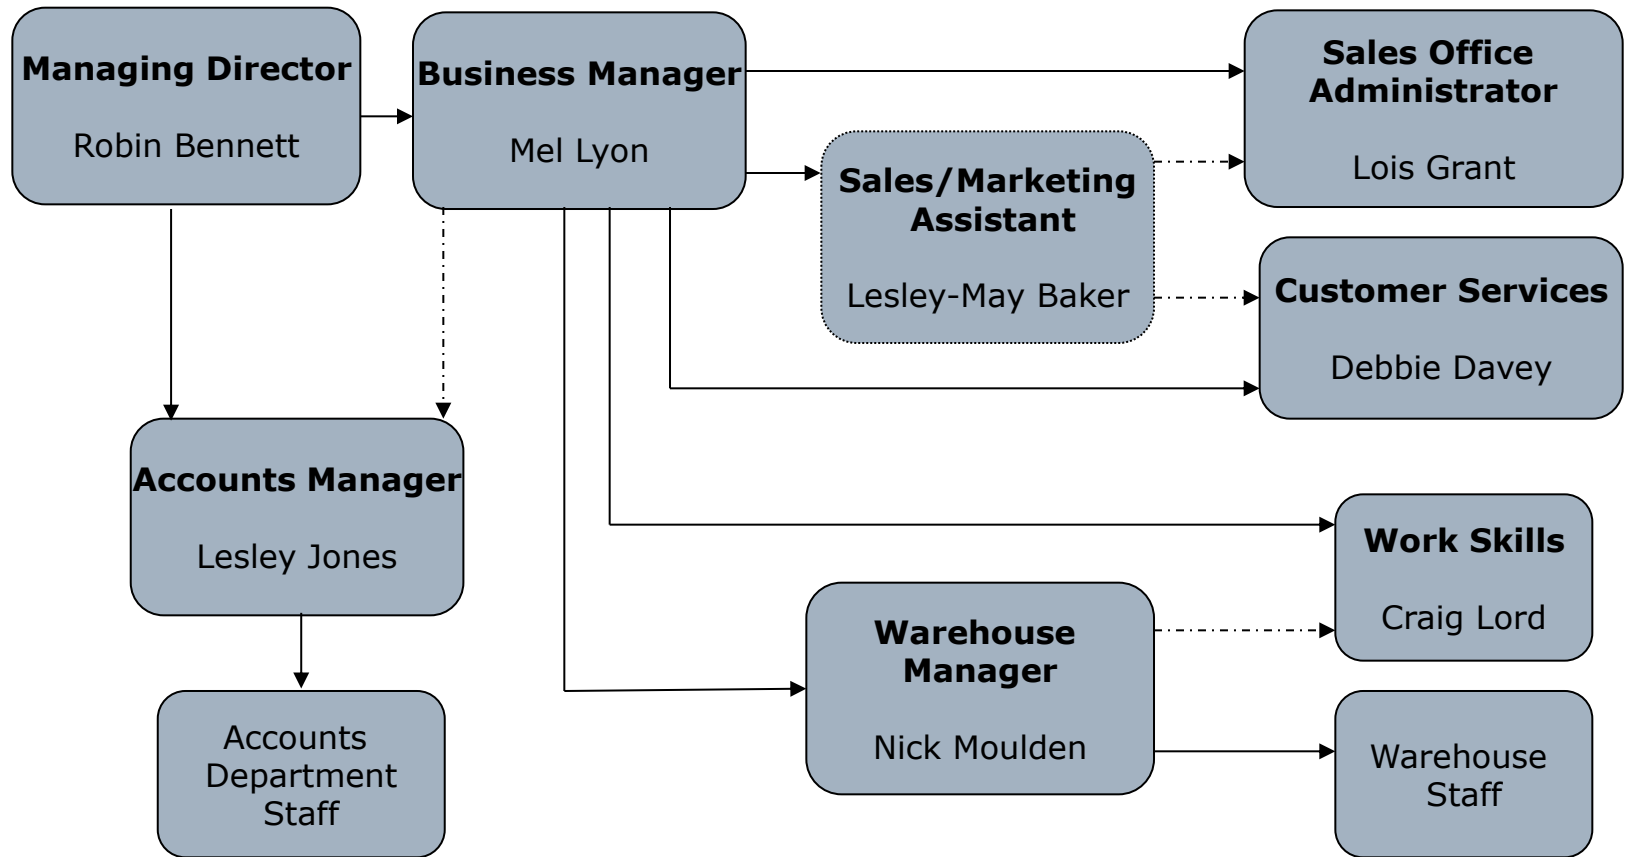 Managing Director
Robin Bennett
Business Manager
Mel Lyon
Sales Office
Administrator
Lois Grant
Sales/Marketing
Assistant
Lesley-May Baker
Customer Services
Debbie Davey
Accounts Manager
Lesley Jones
Work Skills
Craig Lord
Warehouse
Manager
Nick Moulden
Accounts
Department
Staff
Warehouse
Staff